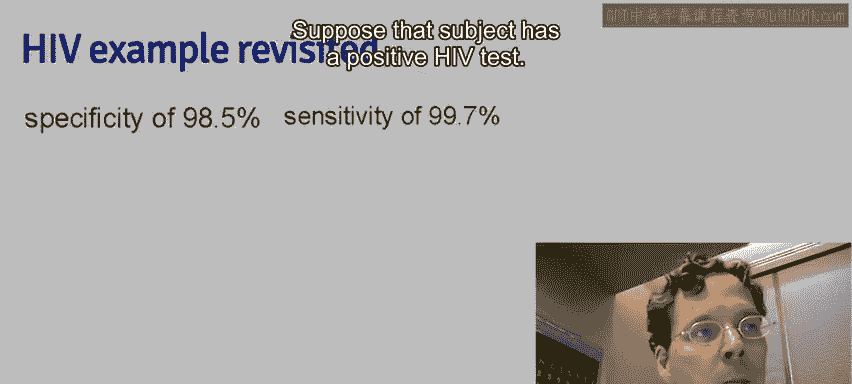 Suppose that subject has
a positive HIV test.
HIV example revisited
specificity of 98.5% sensitivity of 99.7%